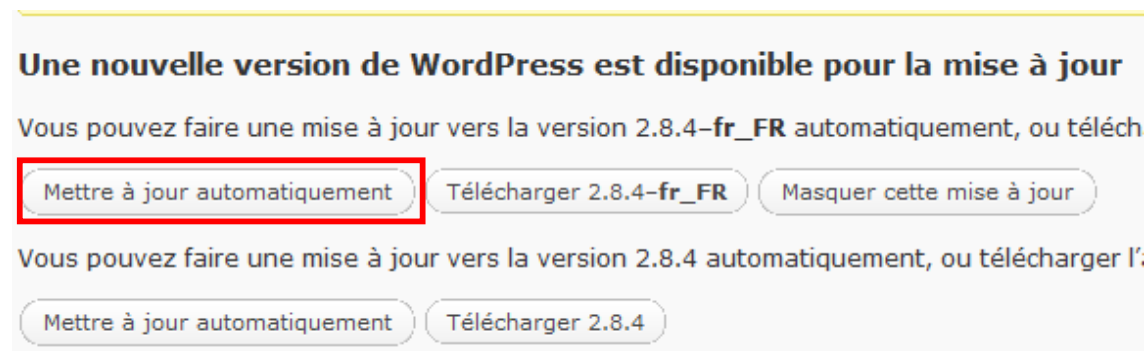 Une nouvelle version de WordPress est disponible pour la mise à jour
Vous pouvez faire une mise à jour vers la version 2.8.4–fr_FR automatiquement, ou
Mettre à jour automatiquement Télécharger 2.8.4–fr_FR Masquer cette mise à jour
Vous pouvez faire une mise à jour vers la version 2.8.4 automatiquement, ou télécharger
Mettre à jour automatiquement Télécharger 2.8.4